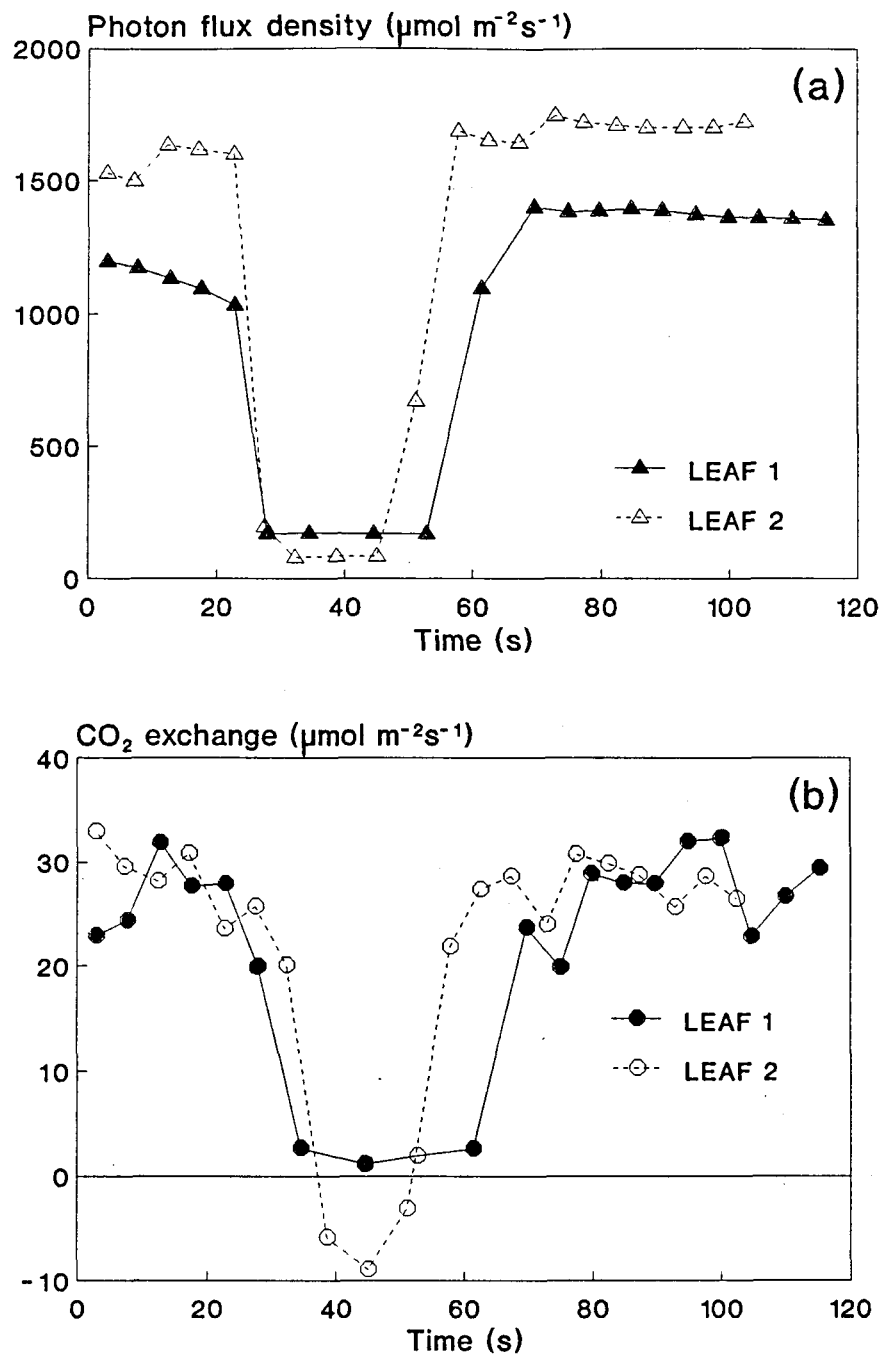 Photon flux density (µmol m⁻²s⁻¹)
2000
(a)
1500
1000
500
LEAF 1
LEAF 2
0
0 20 40 60 80 100 120
Time (s)
CO₂ exchange (µmol m⁻²s⁻¹)
40
(b)
30
20
LEAF 1
10
LEAF 2
0
-10
0 20 40 60 80 100 120
Time (s)